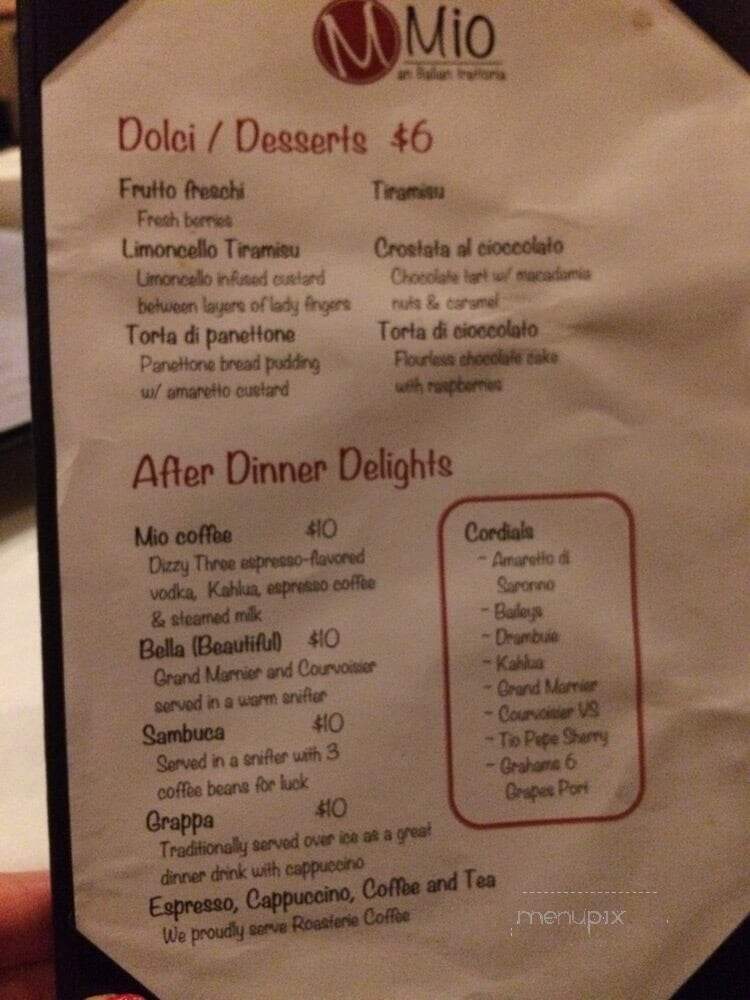 M Mio
an Italian trattoria
Dolci / Desserts $6
Frutto freschi
Fresh berries
Limoncello Tiramisu
Limoncello infused custard
between layers of lady fingers
Torta di panettone
Panettone bread pudding
w/ amaretto custard
Tiramisu
Crostata al cioccolato
Chocolate tart w/ macadamia
nuts & caramel
Torta di cioccolato
Flourless chocolate cake
with raspberries
After Dinner Delights
Mio coffee $10
Dizzy Three espresso-flavored
vodka, Kahlua, espresso coffee
& steamed milk
Bella (Beautiful) $10
Grand Marnier and Courvoisier
served in a warm snifter
Sambuca $10
Served in a snifter with 3
coffee beans for luck
Grappa $10
Traditionally served over ice as a great
dinner drink with cappuccino
Espresso, Cappuccino, Coffee and Tea
We proudly serve Roasterie Coffee
Cordials
- Amaretto di
Saronno
- Baileys
- Drambuie
- Kahlua
- Grand Marnier
- Courvoisier VS
- Tio Pepe Sherry
- Grahams 6
Grapes Port
menupix